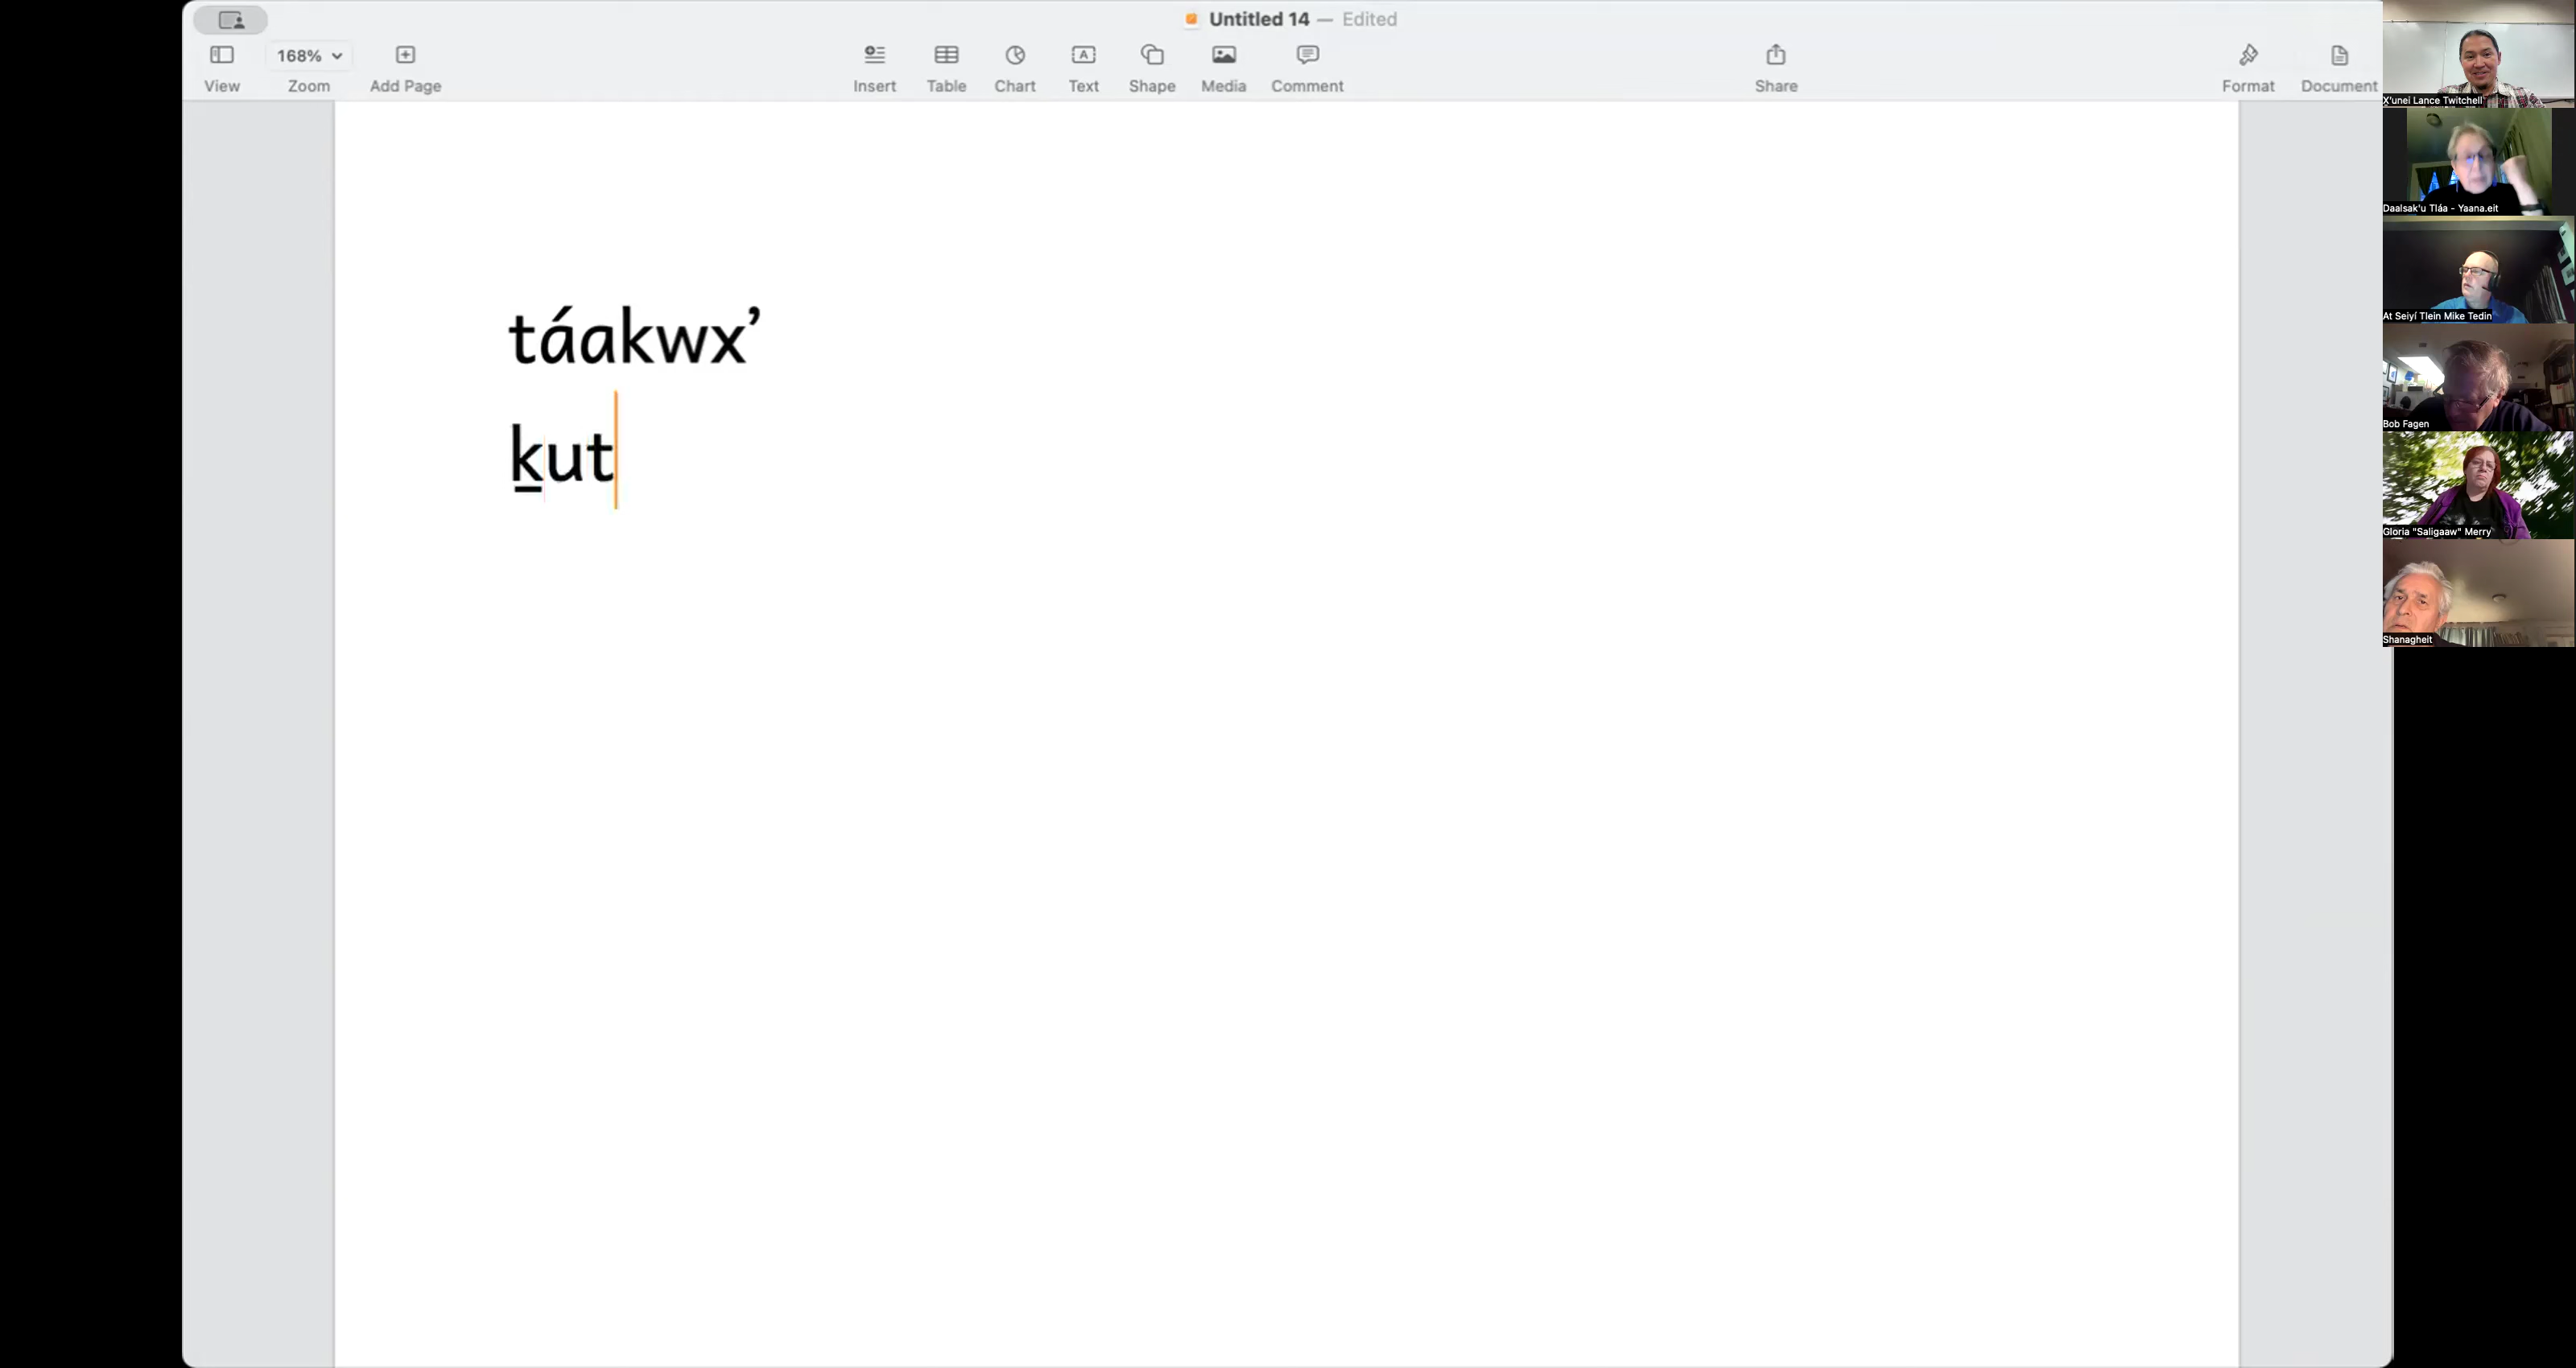 Untitled 14 — Edited
168%
View
Zoom
Add Page
Insert
Table
Chart
Text
Shape
Media
Comment
Share
Format
Document
táakwx’
ḵut
X'unei Lance Twitchell
Daalsak'u Tláa - Yaana.eit
At Seiyí Tlein Mike Tedin
Bob Fagen
Gloria "Saligaaw" Merry
Shanagheit